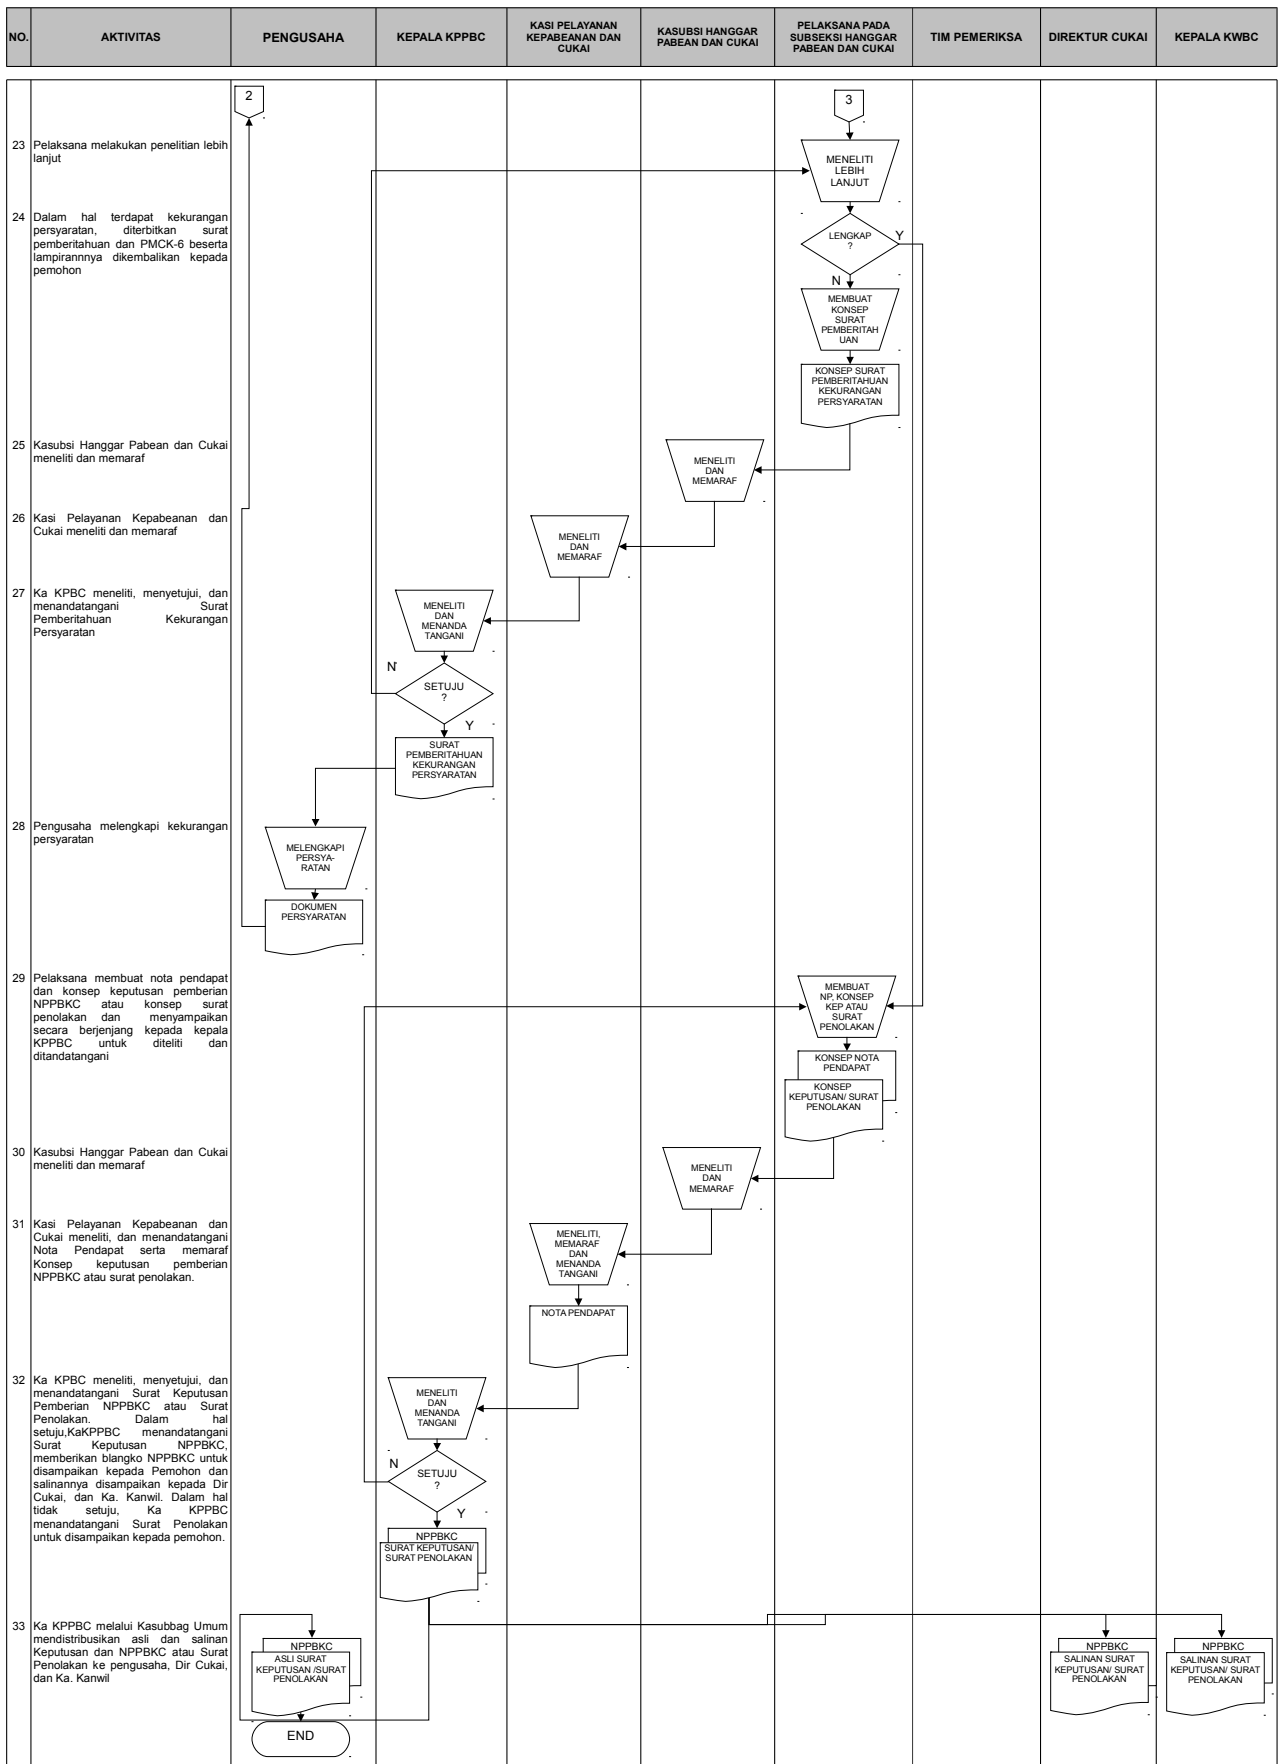 NO.
AKTIVITAS
PENGUSAHA
KEPALA KPPBC
KASI PELAYANAN
KEPABEANAN DAN
CUKAI
KASUBSI HANGGAR
PABEAN DAN CUKAI
PELAKSANA PADA
SUBSEKSI HANGGAR
PABEAN DAN CUKAI
TIM PEMERIKSA
DIREKTUR CUKAI
KEPALA KWBC
2
3
23 Pelaksana melakukan penelitian lebih
lanjut
MENELITI
LEBIH
LANJUT
24 Dalam hal terdapat kekurangan
persyaratan, diterbitkan surat
pemberitahuan dan PMCK-6 beserta
lampirannnya dikembalikan kepada
pemohon
LENGKAP
?
Y
N
MEMBUAT
KONSEP
SURAT
PEMBERITAH
UAN
KONSEP SURAT
PEMBERITAHUAN
KEKURANGAN
PERSYARATAN
25 Kasubsi Hanggar Pabean dan Cukai
meneliti dan memaraf
MENELITI
DAN
MEMARAF
26 Kasi Pelayanan Kepabeanan dan
Cukai meneliti dan memaraf
MENELITI
DAN
MEMARAF
27 Ka KPBC meneliti, menyetujui, dan
menandatangani Surat
Pemberitahuan Kekurangan
Persyaratan
MENELITI
DAN
MENANDA
TANGANI
N
SETUJU
?
Y
SURAT
PEMBERITAHUAN
KEKURANGAN
PERSYARATAN
28 Pengusaha melengkapi kekurangan
persyaratan
MELENGKAPI
PERSYA-
RATAN
DOKUMEN
PERSYARATAN
29 Pelaksana membuat nota pendapat
dan konsep keputusan pemberian
NPPBKC atau konsep surat
penolakan dan menyampaikan
secara berjenjang kepada kepala
KPPBC untuk diteliti dan
ditandatangani
MEMBUAT
NP, KONSEP
KEP ATAU
SURAT
PENOLAKAN
KONSEP NOTA
PENDAPAT
KONSEP
KEPUTUSAN/ SURAT
PENOLAKAN
30 Kasubsi Hanggar Pabean dan Cukai
meneliti dan memaraf
MENELITI
DAN
MEMARAF
31 Kasi Pelayanan Kepabeanan dan
Cukai meneliti, dan menandatangani
Nota Pendapat serta memaraf
Konsep keputusan pemberian
NPPBKC atau surat penolakan.
MENELITI,
MEMARAF
DAN
MENANDA
TANGANI
NOTA PENDAPAT
32 Ka KPBC meneliti, menyetujui, dan
menandatangani Surat Keputusan
Pemberian NPPBKC atau Surat
Penolakan. Dalam hal
setuju,KaKPPBC menandatangani
Surat Keputusan NPPBKC,
memberikan blangko NPPBKC untuk
disampaikan kepada Pemohon dan
salinannya disampaikan kepada Dir
Cukai, dan Ka. Kanwil. Dalam hal
tidak setuju, Ka KPPBC
menandatangani Surat Penolakan
untuk disampaikan kepada pemohon.
MENELITI
DAN
MENANDA
TANGANI
N
SETUJU
?
Y
NPPBKC
SURAT KEPUTUSAN/
SURAT PENOLAKAN
33 Ka KPPBC melalui Kasubbag Umum
mendistribusikan asli dan salinan
Keputusan dan NPPBKC atau Surat
Penolakan ke pengusaha, Dir Cukai,
dan Ka. Kanwil
NPPBKC
ASLI SURAT
KEPUTUSAN /SURAT
PENOLAKAN
END
NPPBKC
SALINAN SURAT
KEPUTUSAN/ SURAT
PENOLAKAN
NPPBKC
SALINAN SURAT
KEPUTUSAN/ SURAT
PENOLAKAN